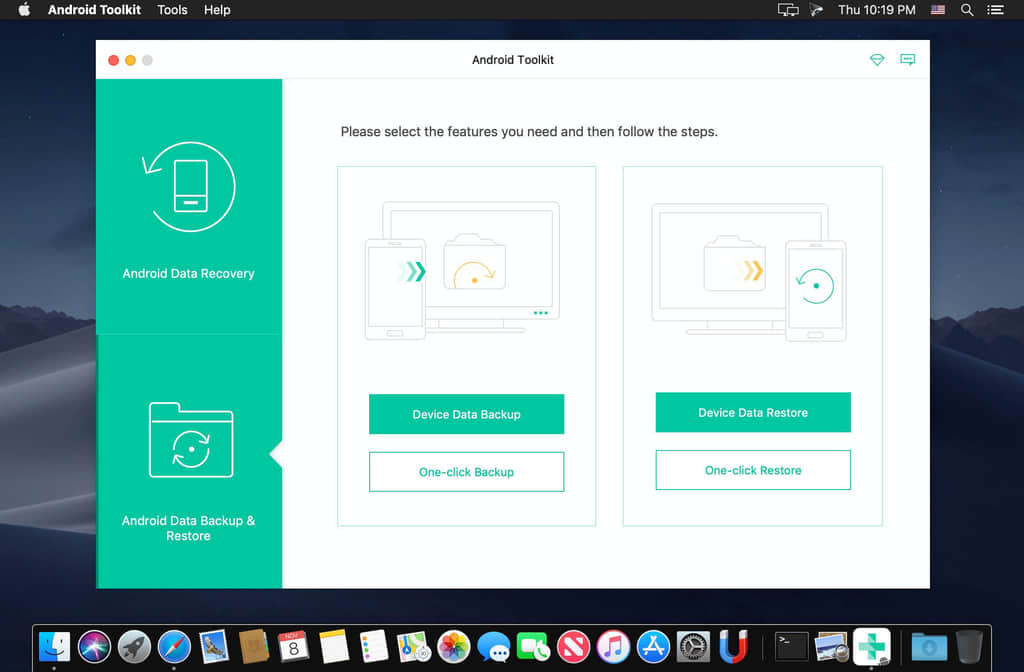 Android Toolkit Tools Help Thu 10:19 PM
Android Toolkit
Please select the features you need and then follow the steps.
Android Data Recovery
Device Data Backup
Device Data Restore
One-click Backup
One-click Restore
Android Data Backup &
Restore
NOV
8
>_